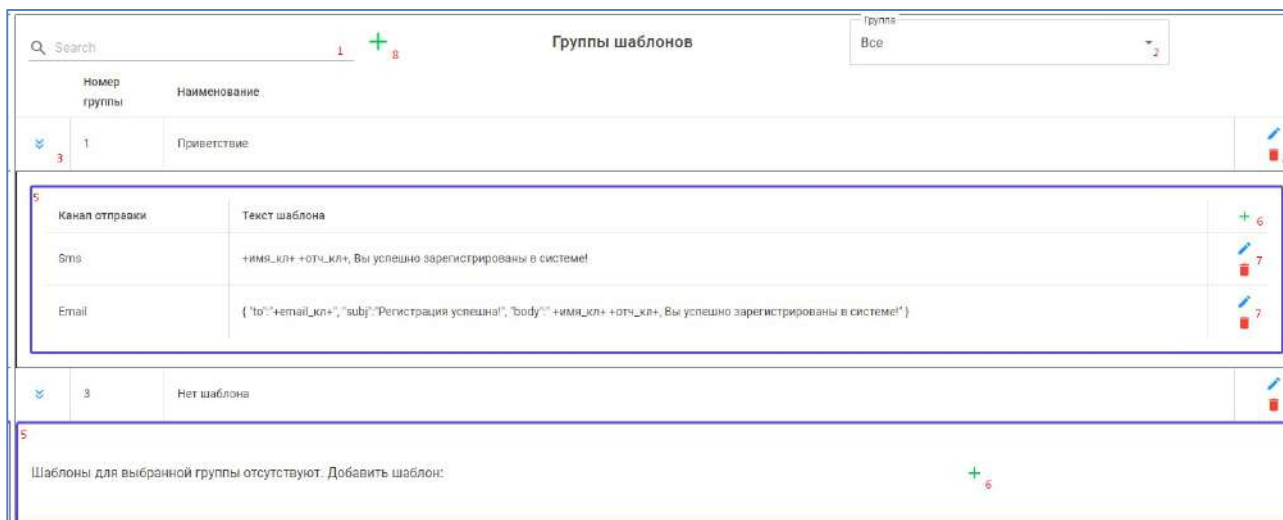 Группа
Search 1 8 Группы шаблонов Все 2
Номер группы Наименование
3 1 Приветствие
5
Канал отправки Текст шаблона 6
Sms +имя_кл+ +отч_кл+, Вы успешно зарегистрированы в системе! 7
Email { "to":"+email_кл+", "subj":"Регистрация успешна!", "body":" +имя_кл+ +отч_кл+, Вы успешно зарегистрированы в системе!" } 7
3 Нет шаблона
5
Шаблоны для выбранной группы отсутствуют. Добавить шаблон: 6